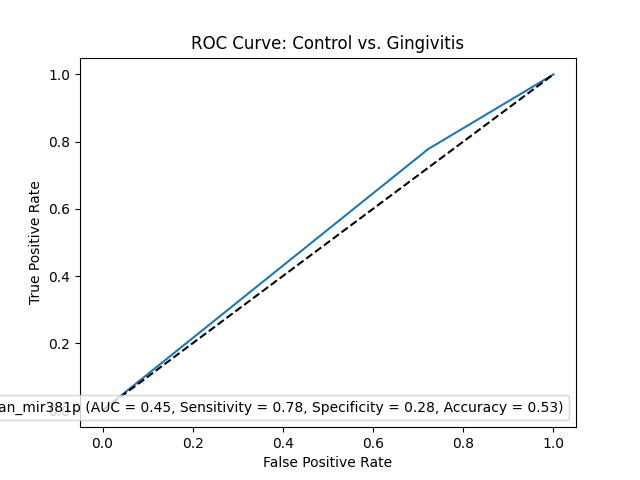 ROC Curve: Control vs. Gingivitis
True Positive Rate
1.0
0.8
0.6
0.4
0.2
0.0
an_mir381p (AUC = 0.45, Sensitivity = 0.78, Specificity = 0.28, Accuracy = 0.53)
0.0 0.2 0.4 0.6 0.8 1.0
False Positive Rate